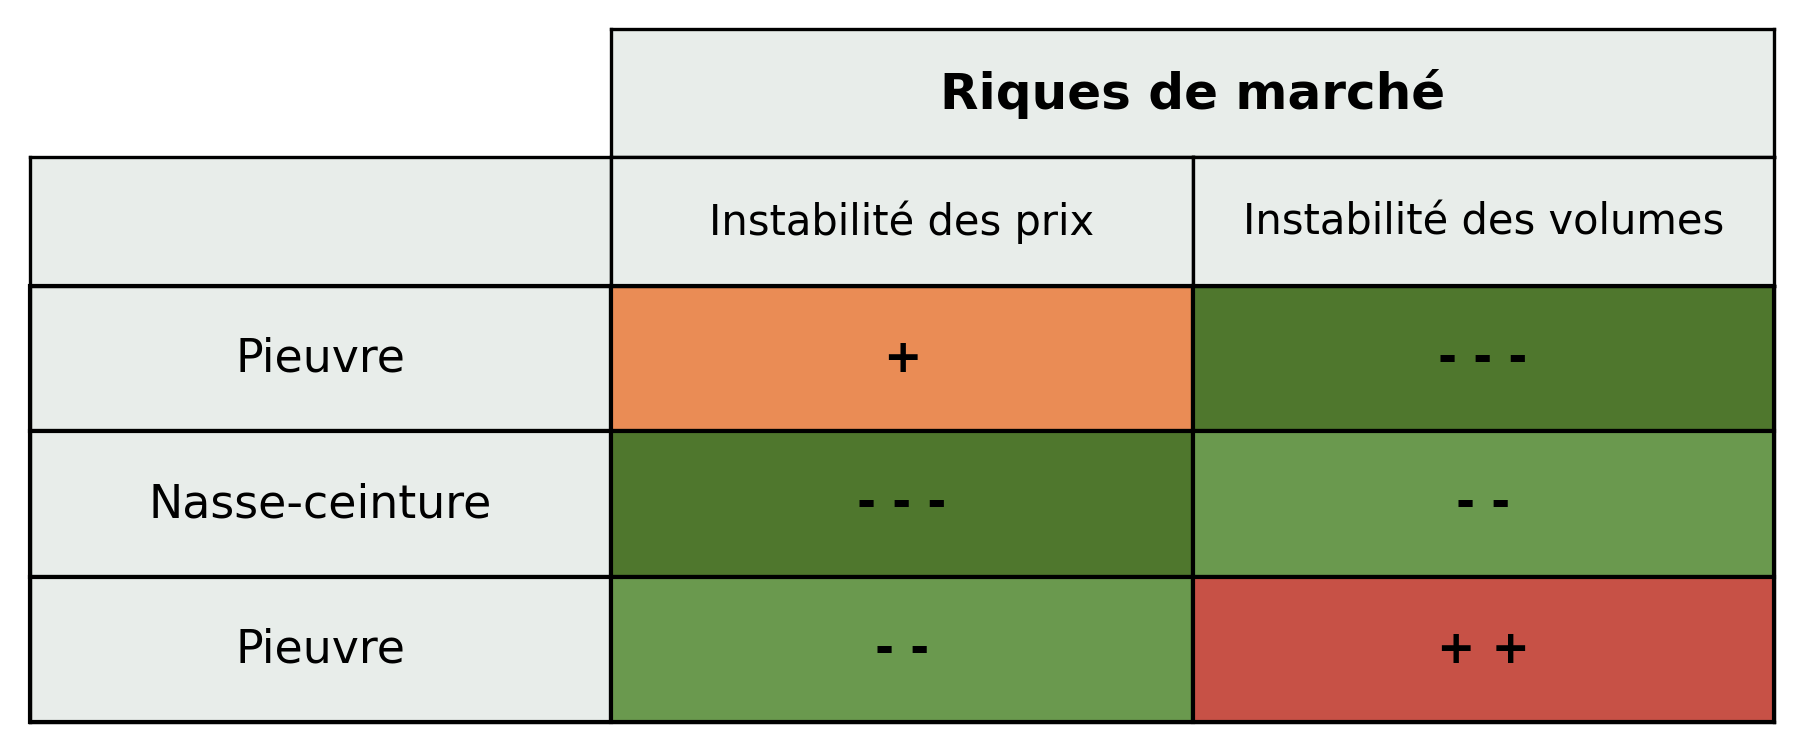 Riques de marché
Instabilité des prix Instabilité des volumes
Pieuvre + - - -
Nasse-ceinture - - - - -
Pieuvre - - + +